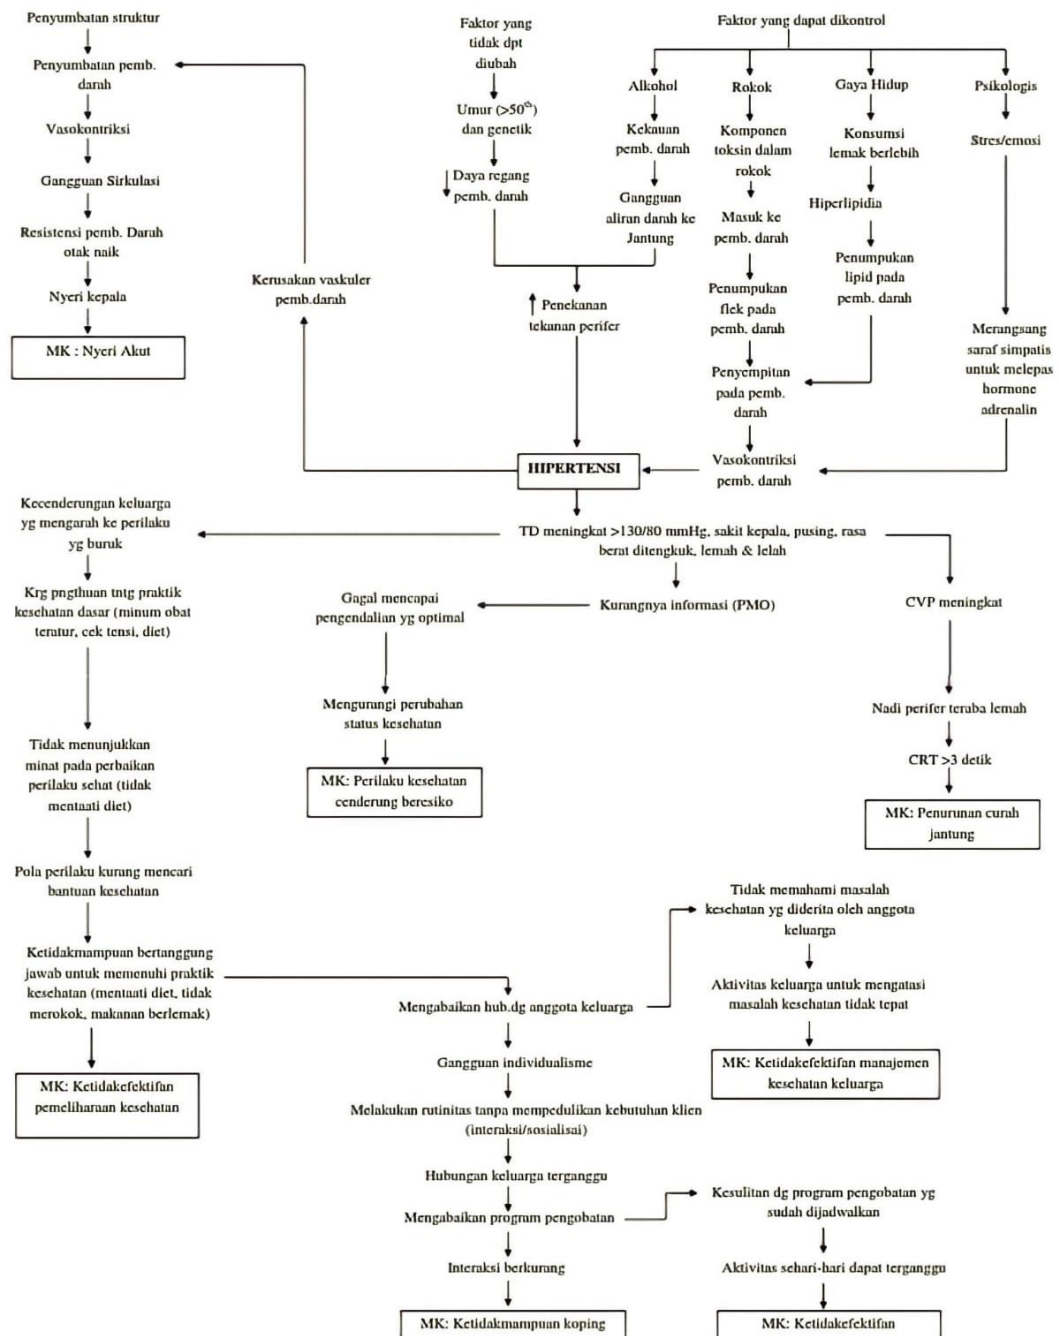 Penyumbatan struktur
Penyumbatan pemb.
darah
Vasokontriksi
Gangguan Sirkulasi
Resistensi pemb. Darah
otak naik
Nyeri kepala
MK : Nyeri Akut
Kerusakan vaskuler
pemb.darah
Faktor yang
tidak dpt
diubah
Umur (>50th)
dan genetik
↓ Daya regang
pemb. darah
↑ Penekanan
tekanan perifer
Faktor yang dapat dikontrol
Alkohol
Kekauan
pemb. darah
Gangguan
aliran darah ke
Jantung
Rokok
Komponen
toksin dalam
rokok
Masuk ke
pemb. darah
Penumpukan
flek pada
pemb. darah
Penyempitan
pada pemb.
darah
Vasokontriksi
pemb. darah
Gaya Hidup
Konsumsi
lemak berlebih
Hiperlipidia
Penumpukan
lipid pada
pemb. darah
Psikologis
Stres/emosi
Merangsang
saraf simpatis
untuk melepas
hormone
adrenalin
HIPERTENSI
TD meningkat >130/80 mmHg, sakit kepala, pusing, rasa
berat ditengkuk, lemah & lelah
Kecenderungan keluarga
yg mengarah ke perilaku
yg buruk
Krg pngthuan tntg praktik
kesehatan dasar (minum obat
teratur, cek tensi, diet)
Tidak menunjukkan
minat pada perbaikan
perilaku sehat (tidak
mentaati diet)
Pola perilaku kurang mencari
bantuan kesehatan
Ketidakmampuan bertanggung
jawab untuk memenuhi praktik
kesehatan (mentaati diet, tidak
merokok, makanan berlemak)
MK: Ketidakefektifan
pemeliharaan kesehatan
Kurangnya informasi (PMO)
Gagal mencapai
pengendalian yg optimal
Mengurangi perubahan
status kesehatan
MK: Perilaku kesehatan
cenderung beresiko
CVP meningkat
Nadi perifer teraba lemah
CRT >3 detik
MK: Penurunan curah
jantung
Mengabaikan hub.dg anggota keluarga
Tidak memahami masalah
kesehatan yg diderita oleh anggota
keluarga
Aktivitas keluarga untuk mengatasi
masalah kesehatan tidak tepat
MK: Ketidakefektifan manajemen
kesehatan keluarga
Gangguan individualisme
Melakukan rutinitas tanpa mempedulikan kebutuhan klien
(interaksi/sosialisai)
Hubungan keluarga terganggu
Mengabaikan program pengobatan
Interaksi berkurang
MK: Ketidakmampuan koping
Kesulitan dg program pengobatan yg
sudah dijadwalkan
Aktivitas sehari-hari dapat terganggu
MK: Ketidakefektifan